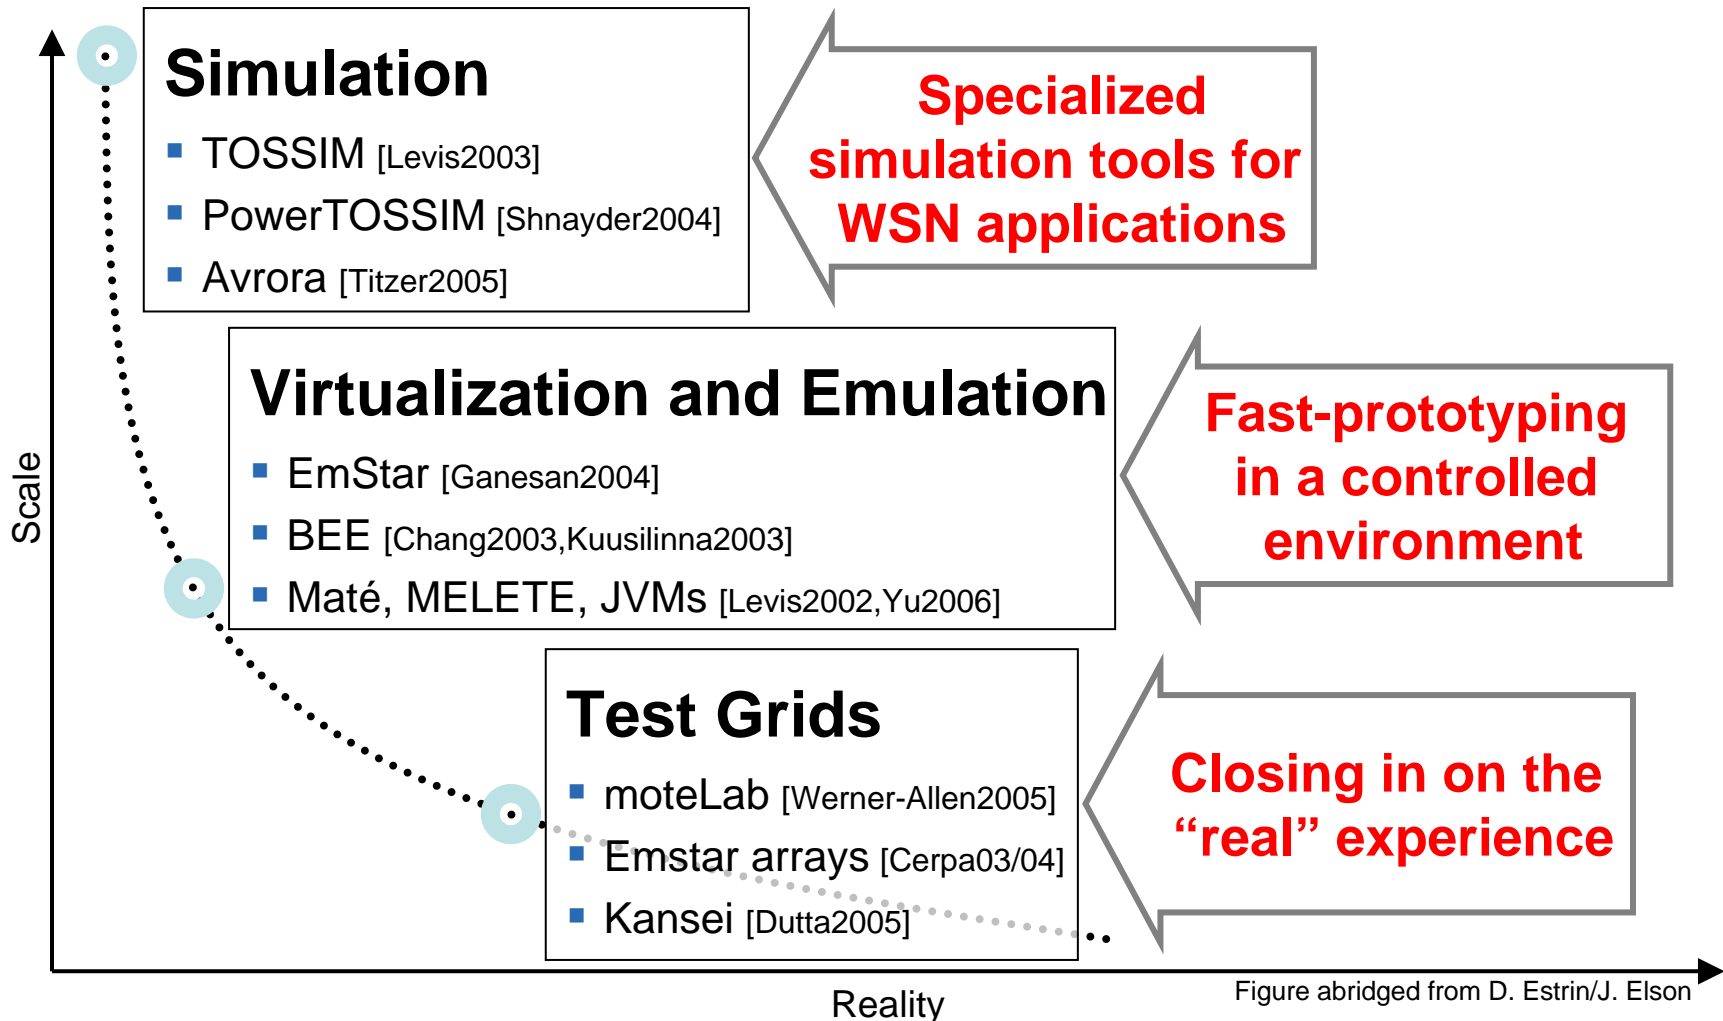 Simulation
TOSSIM [Levis2003]
PowerTOSSIM [Shnayder2004]
Avrora [Titzer2005]
Specialized
simulation tools for
WSN applications
Virtualization and Emulation
EmStar [Ganesan2004]
BEE [Chang2003,Kuusilinna2003]
Maté, MELETE, JVMs [Levis2002,Yu2006]
Fast-prototyping
in a controlled
environment
Test Grids
moteLab [Werner-Allen2005]
Emstar arrays [Cerpa03/04]
Kansei [Dutta2005]
Closing in on the
“real” experience
Scale
Reality
Figure abridged from D. Estrin/J. Elson